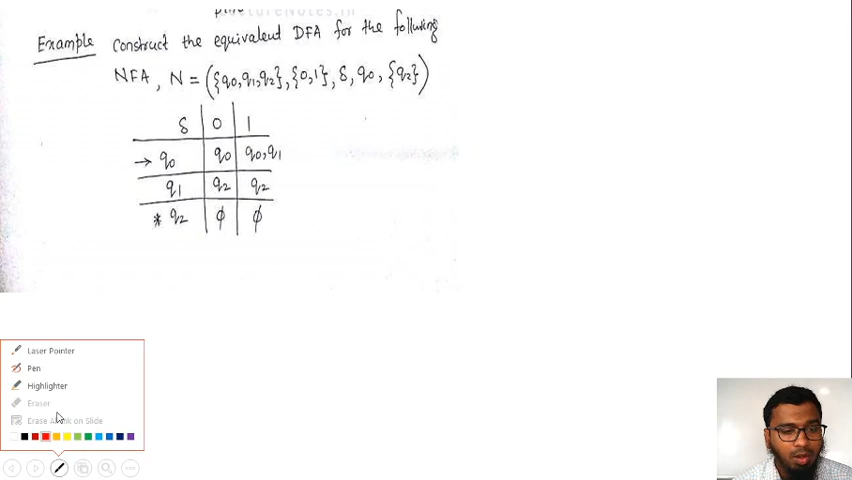 Example Construct the equivalent DFA for the following
NFA, N = ({q0,q1,q2},{0,1}, δ, q0, {q2})
δ 0 1
→ q0 q0 q0,q1
q1 q2 q2
* q2 ϕ ϕ
Laser Pointer
Pen
Highlighter
Eraser
Erase All Ink on Slide